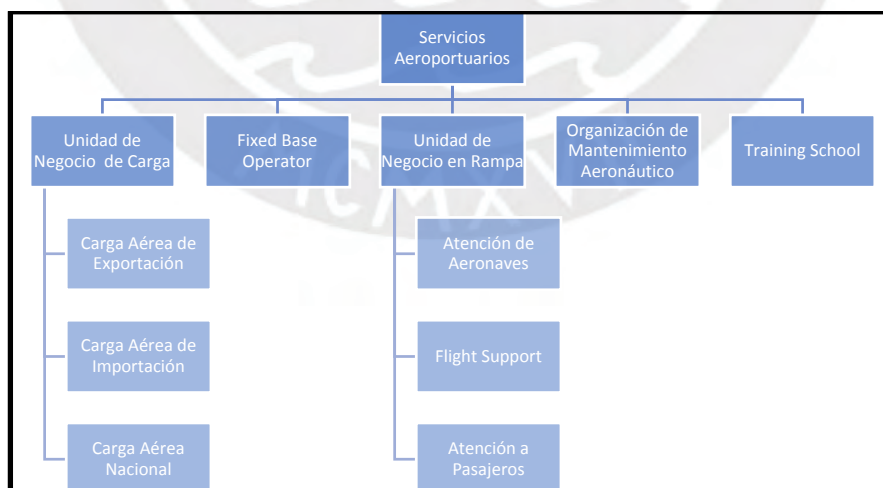 Servicios
Aeroportuarios
Unidad de
Negocio de Carga
Fixed Base
Operator
Unidad de
Negocio en Rampa
Organización de
Mantenimiento
Aeronáutico
Training School
Carga Aérea de
Exportación
Atención de
Aeronaves
Carga Aérea de
Importación
Flight Support
Carga Aérea
Nacional
Atención a
Pasajeros